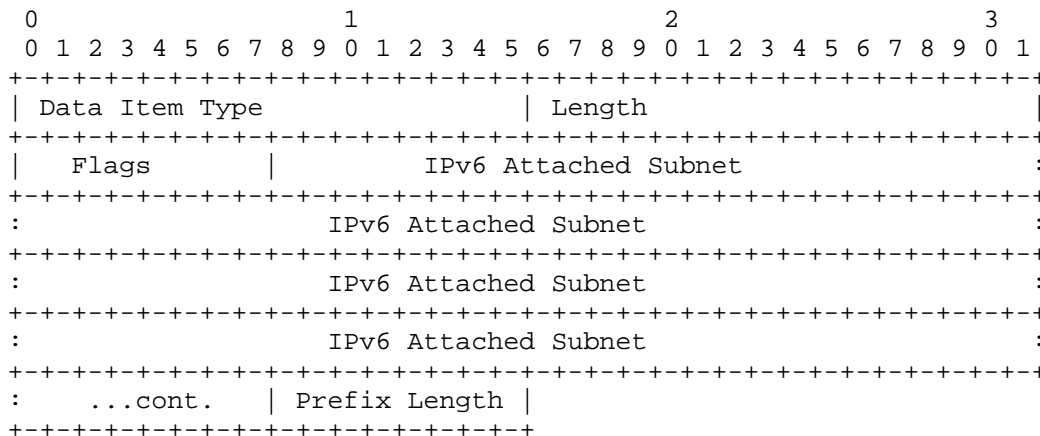 0                   1                   2                   3
0 1 2 3 4 5 6 7 8 9 0 1 2 3 4 5 6 7 8 9 0 1 2 3 4 5 6 7 8 9 0 1
+-+-+-+-+-+-+-+-+-+-+-+-+-+-+-+-+-+-+-+-+-+-+-+-+-+-+-+-+-+-+-+-+
| Data Item Type                | Length                        |
+-+-+-+-+-+-+-+-+-+-+-+-+-+-+-+-+-+-+-+-+-+-+-+-+-+-+-+-+-+-+-+-+
|   Flags       |         IPv6 Attached Subnet                  :
+-+-+-+-+-+-+-+-+-+-+-+-+-+-+-+-+-+-+-+-+-+-+-+-+-+-+-+-+-+-+-+-+
:                   IPv6 Attached Subnet                        :
+-+-+-+-+-+-+-+-+-+-+-+-+-+-+-+-+-+-+-+-+-+-+-+-+-+-+-+-+-+-+-+-+
:                   IPv6 Attached Subnet                        :
+-+-+-+-+-+-+-+-+-+-+-+-+-+-+-+-+-+-+-+-+-+-+-+-+-+-+-+-+-+-+-+-+
:                   IPv6 Attached Subnet                        :
+-+-+-+-+-+-+-+-+-+-+-+-+-+-+-+-+-+-+-+-+-+-+-+-+-+-+-+-+-+-+-+-+
:    ...cont.   | Prefix Length |
+-+-+-+-+-+-+-+-+-+-+-+-+-+-+-+-+